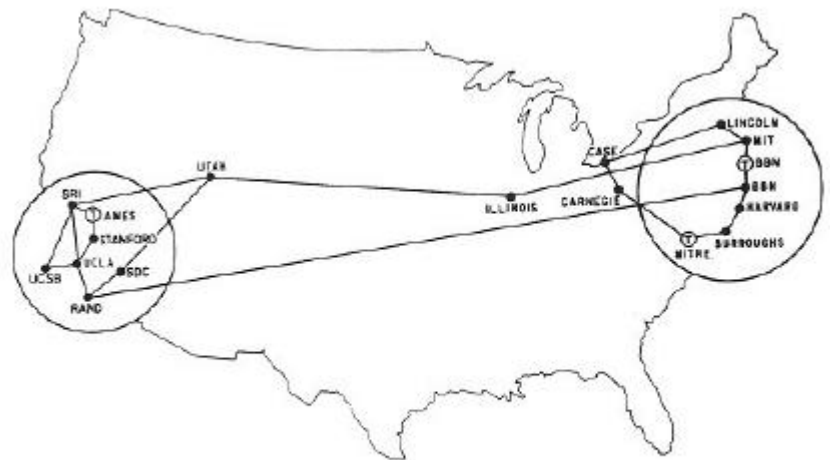 LINCOLN
MIT
CASE
T BBN
UTAH
BBN
SRI
ILLINOIS
CARNEGIE
HARVARD
T AMES
BURROUGHS
STANFORD
T
MITRE
UCLA
SDC
UCSB
RAND